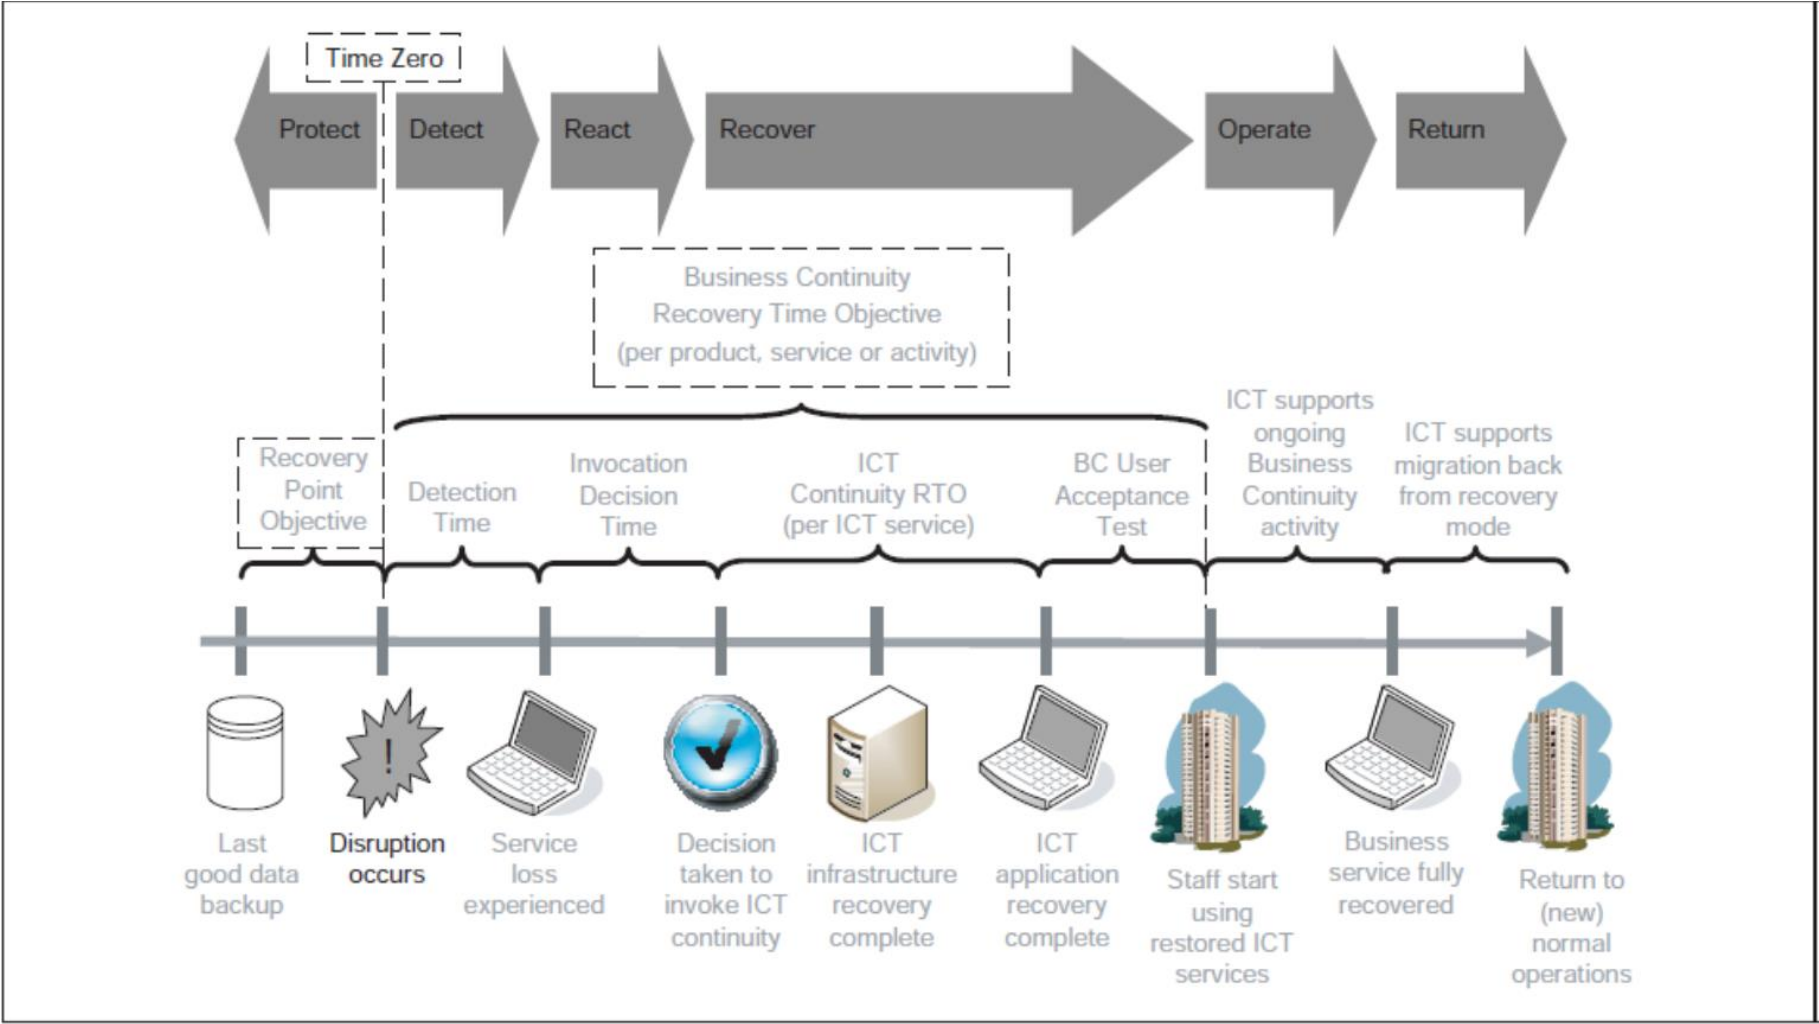 Time Zero
Protect
Detect
React
Recover
Operate
Return
Business Continuity
Recovery Time Objective
(per product, service or activity)
Recovery
Point
Objective
Detection
Time
Invocation
Decision
Time
ICT
Continuity RTO
(per ICT service)
BC User
Acceptance
Test
ICT supports
ongoing
Business
Continuity
activity
ICT supports
migration back
from recovery
mode
!
Last
good data
backup
Disruption
occurs
Service
loss
experienced
Decision
taken to
invoke ICT
continuity
ICT
infrastructure
recovery
complete
ICT
application
recovery
complete
Staff start
using
restored ICT
services
Business
service fully
recovered
Return to
(new)
normal
operations